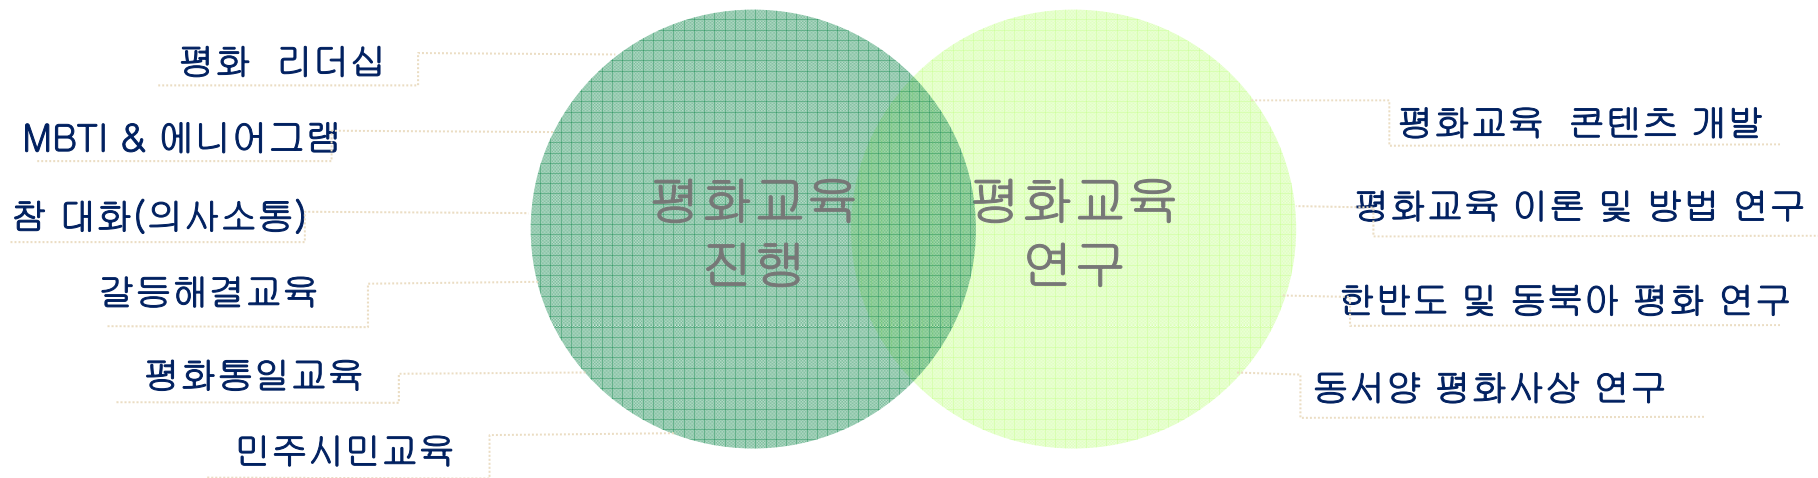 평화 리더십
MBTI & 에니어그램
참 대화(의사소통)
갈등해결교육
평화통일교육
민주시민교육
평화교육
진행
평화교육
연구
평화교육 콘텐츠 개발
평화교육 이론 및 방법 연구
한반도 및 동북아 평화 연구
동서양 평화사상 연구